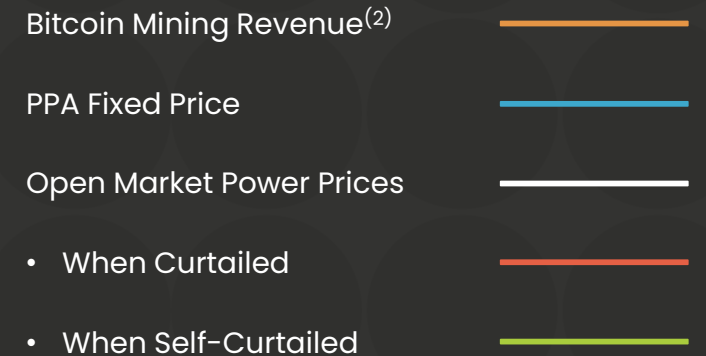 Bitcoin Mining Revenue(2)
PPA Fixed Price
Open Market Power Prices
• When Curtailed
• When Self-Curtailed